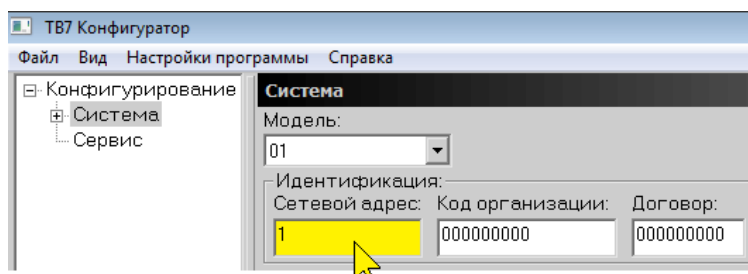 ТВ7 Конфигуратор
Файл Вид Настройки программы Справка
Конфигурирование
Система
Сервис
Система
Модель:
01
Идентификация:
Сетевой адрес: Код организации: Договор:
1 000000000 000000000